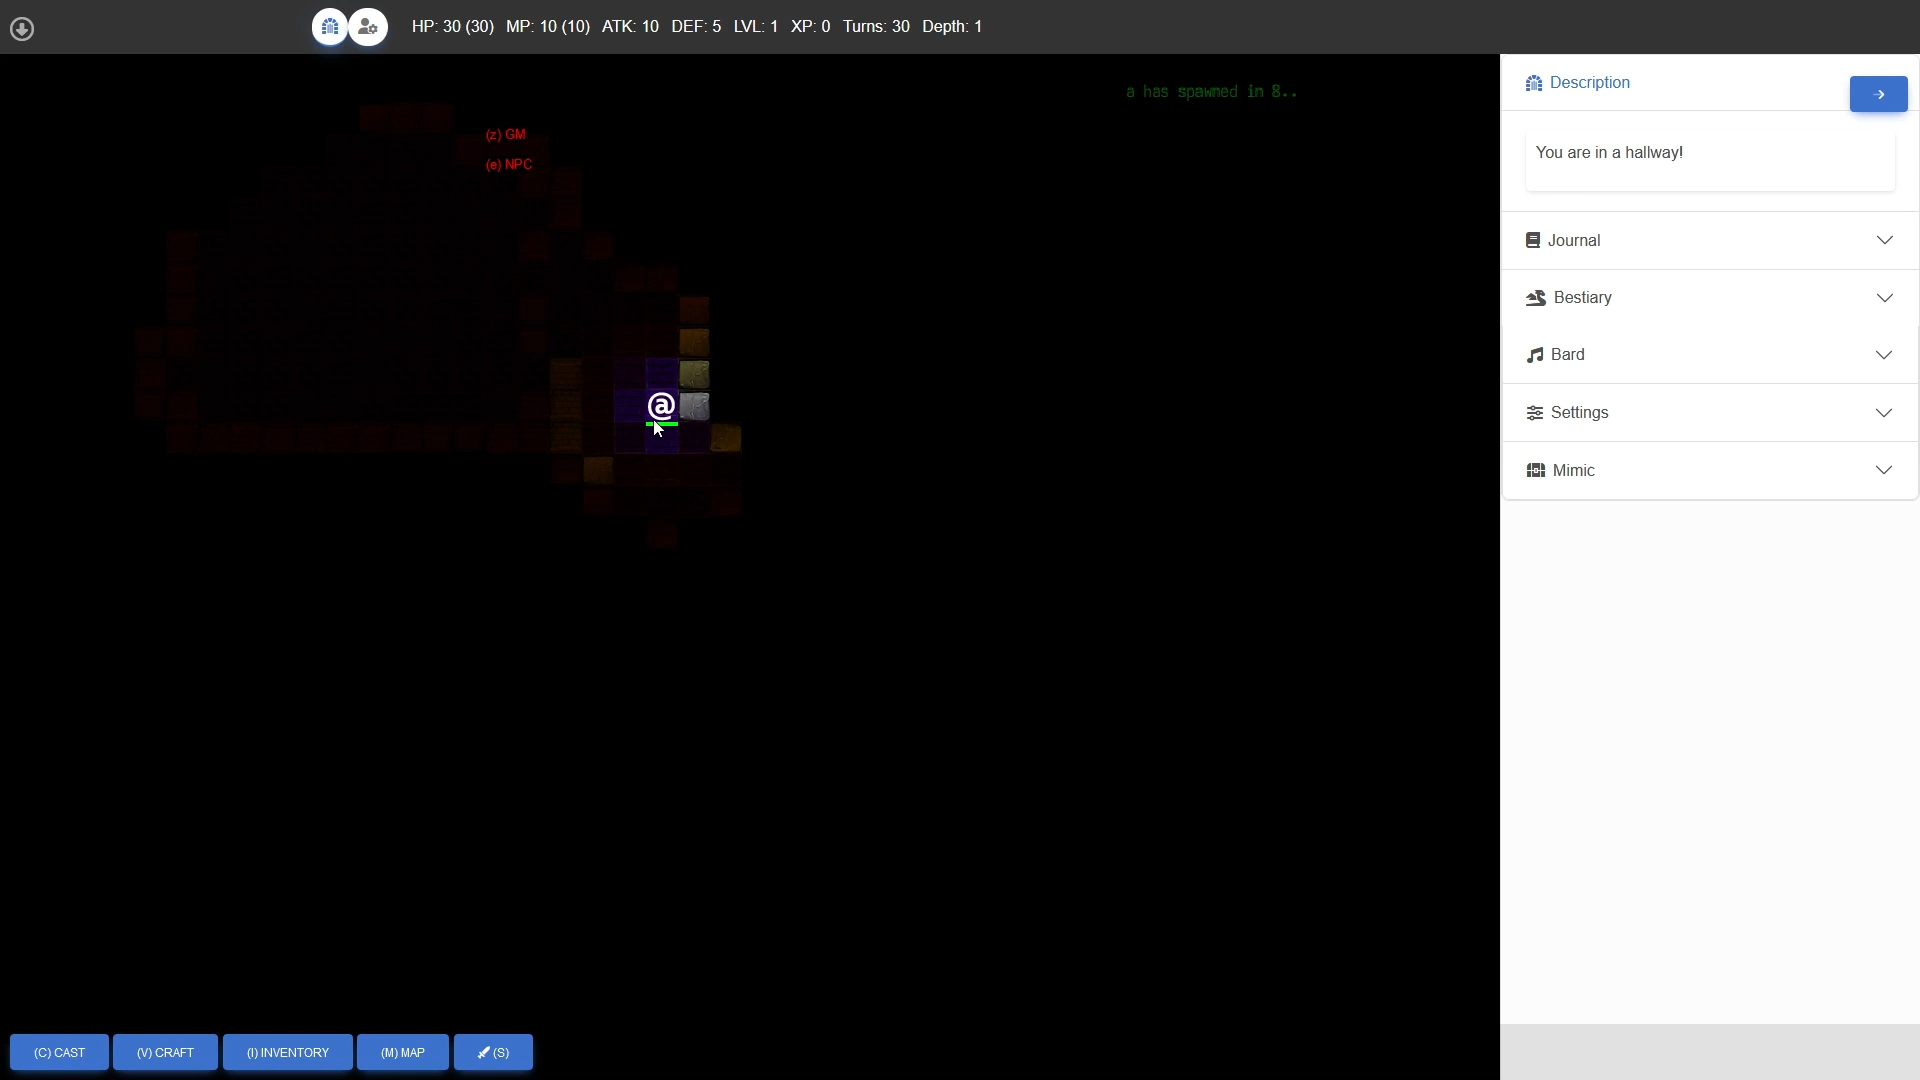 HP: 30 (30) MP: 10 (10) ATK: 10 DEF: 5 LVL: 1 XP: 0 Turns: 30 Depth: 1
a has spawned in 8..
(z) GM
(e) NPC
@
Description
You are in a hallway!
Journal
Bestiary
Bard
Settings
Mimic
(C) CAST
(V) CRAFT
(I) INVENTORY
(M) MAP
(S)